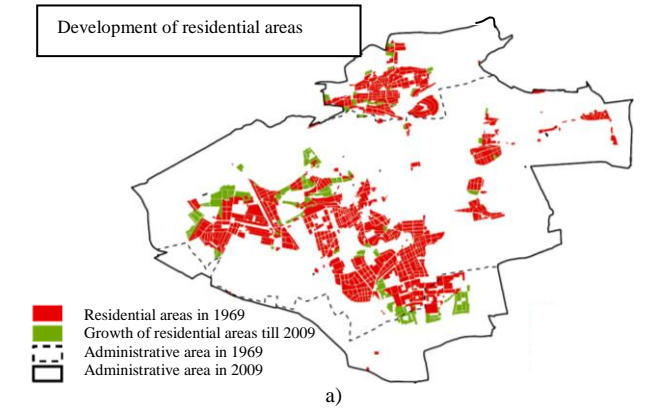 Development of residential areas
Residential areas in 1969
Growth of residential areas till 2009
Administrative area in 1969
Administrative area in 2009
a)